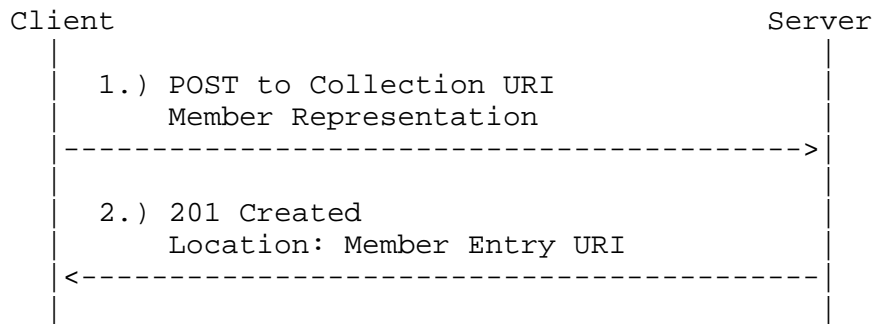 Client Server
1.) POST to Collection URI
Member Representation
2.) 201 Created
Location: Member Entry URI